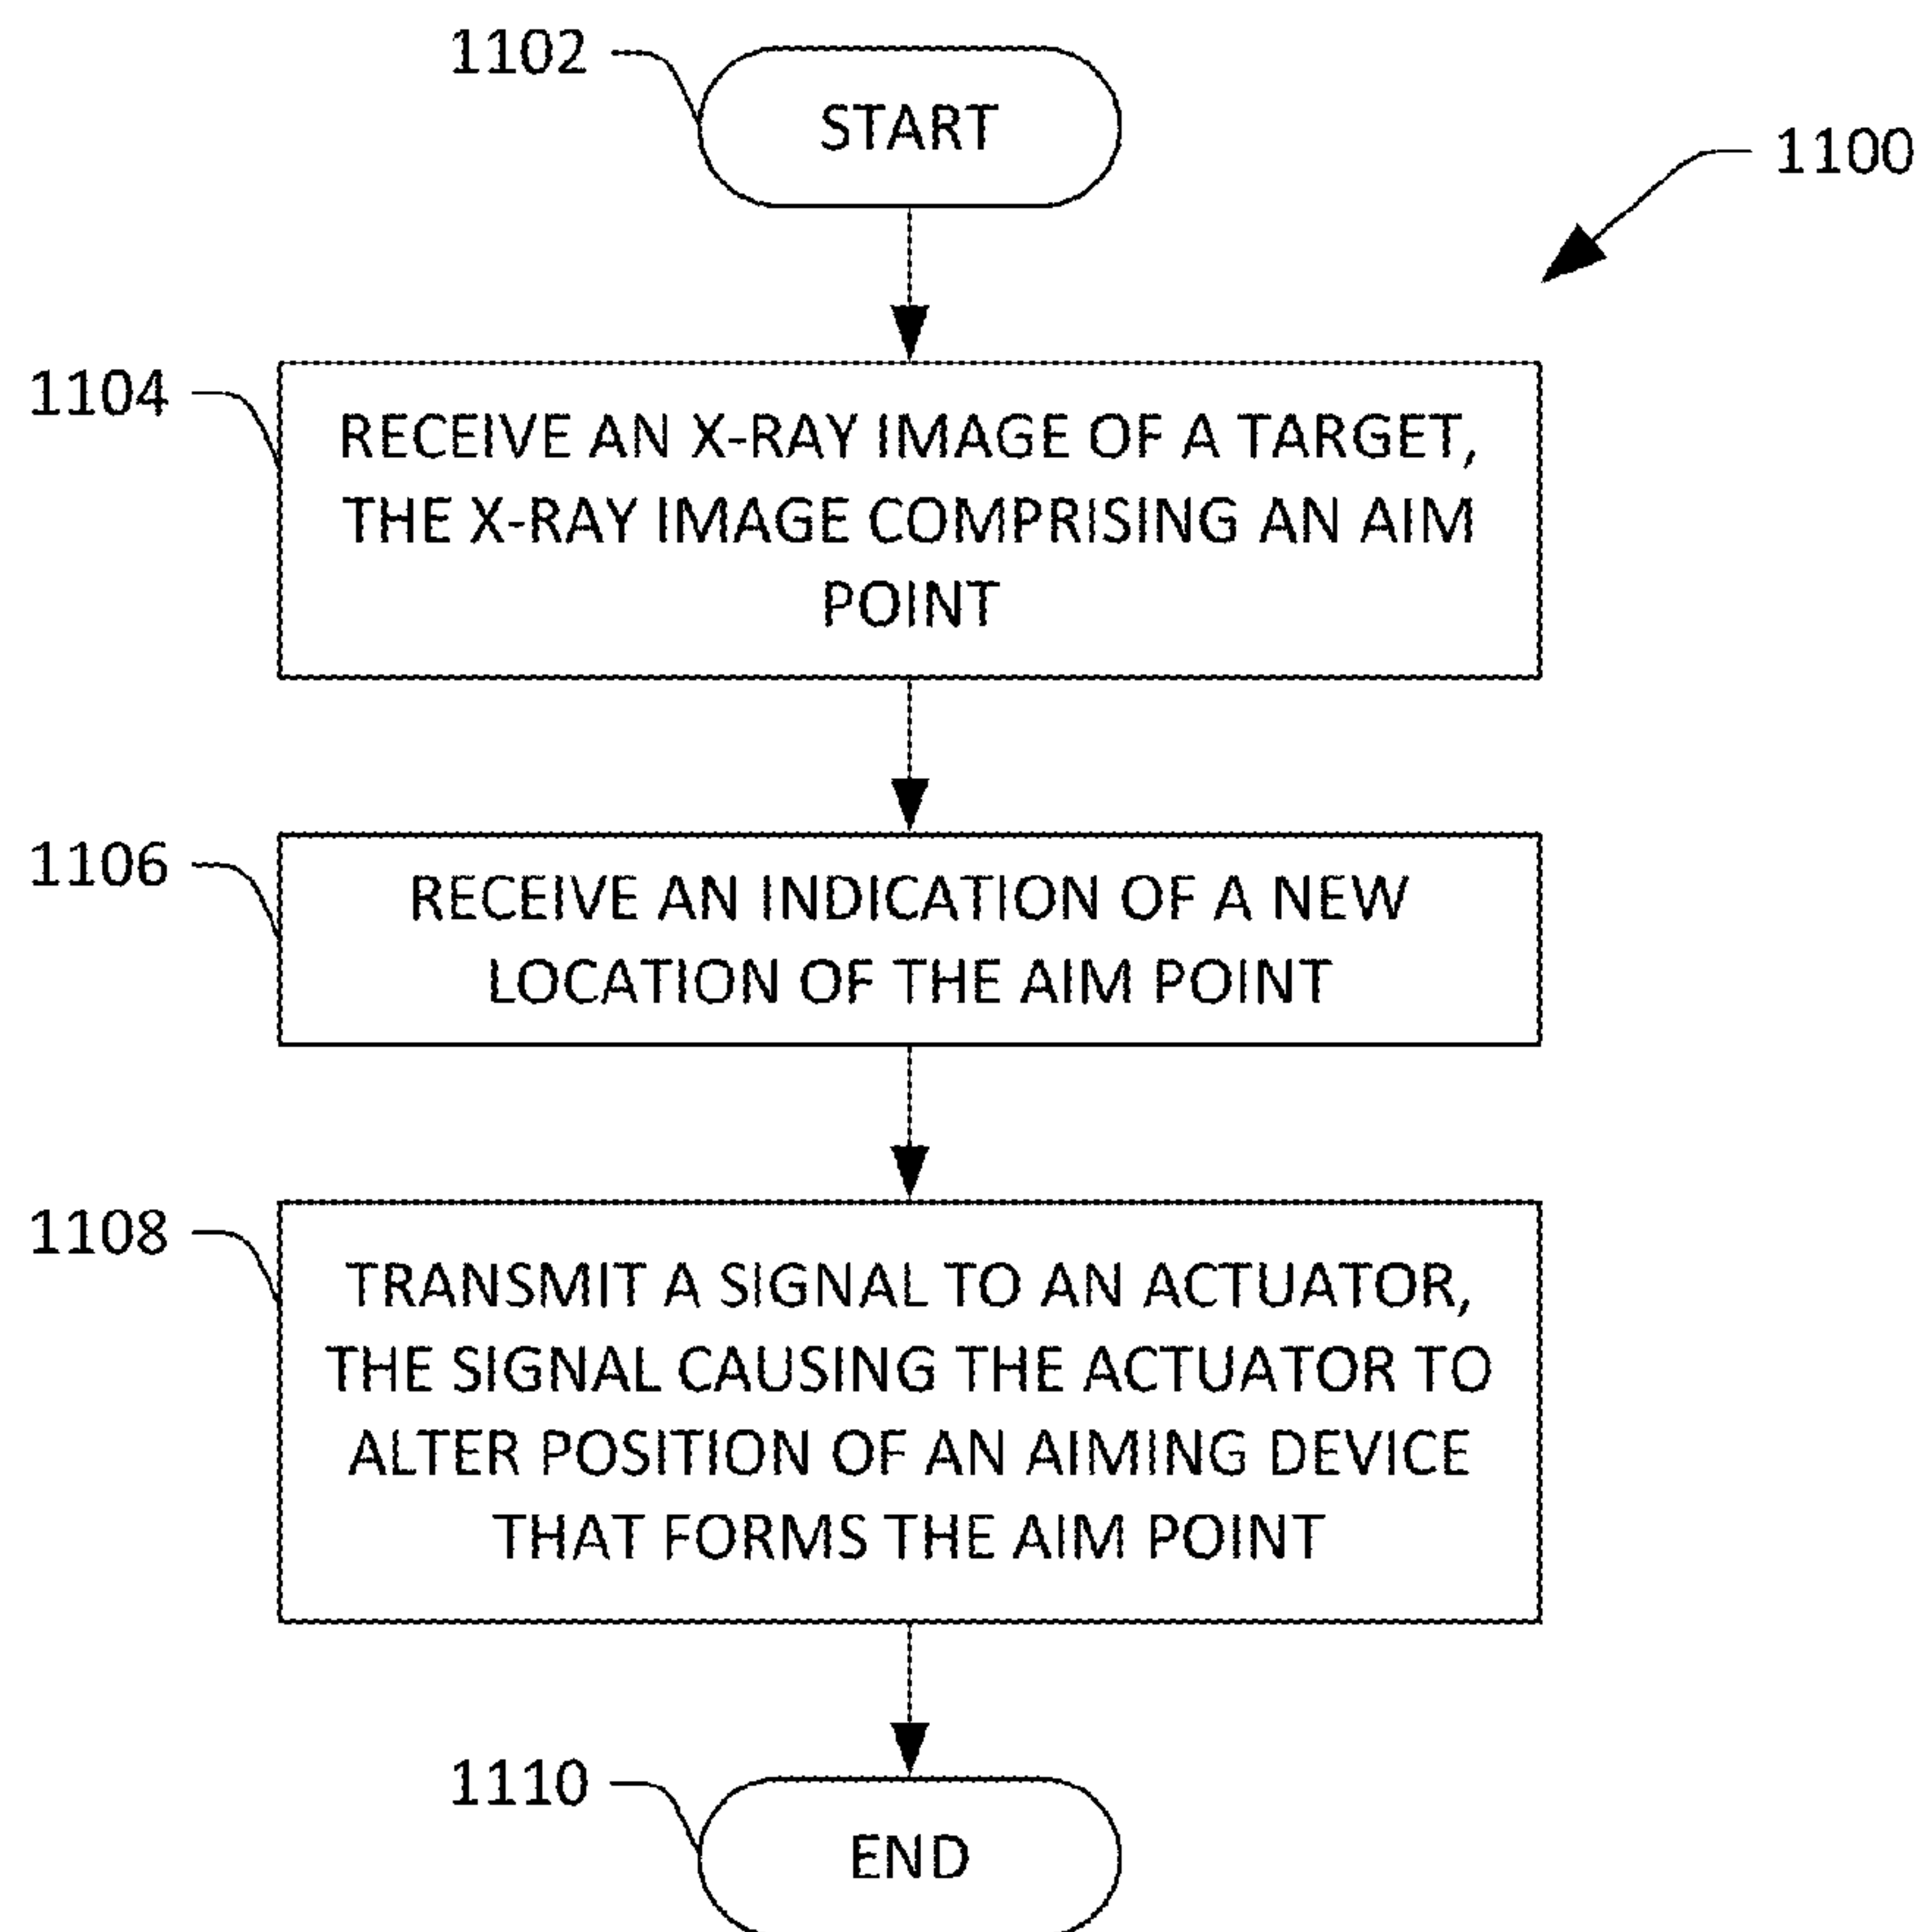 1102
START
1100
1104
RECEIVE AN X-RAY IMAGE OF A TARGET,
THE X-RAY IMAGE COMPRISING AN AIM
POINT
1106
RECEIVE AN INDICATION OF A NEW
LOCATION OF THE AIM POINT
1108
TRANSMIT A SIGNAL TO AN ACTUATOR,
THE SIGNAL CAUSING THE ACTUATOR TO
ALTER POSITION OF AN AIMING DEVICE
THAT FORMS THE AIM POINT
1110
END